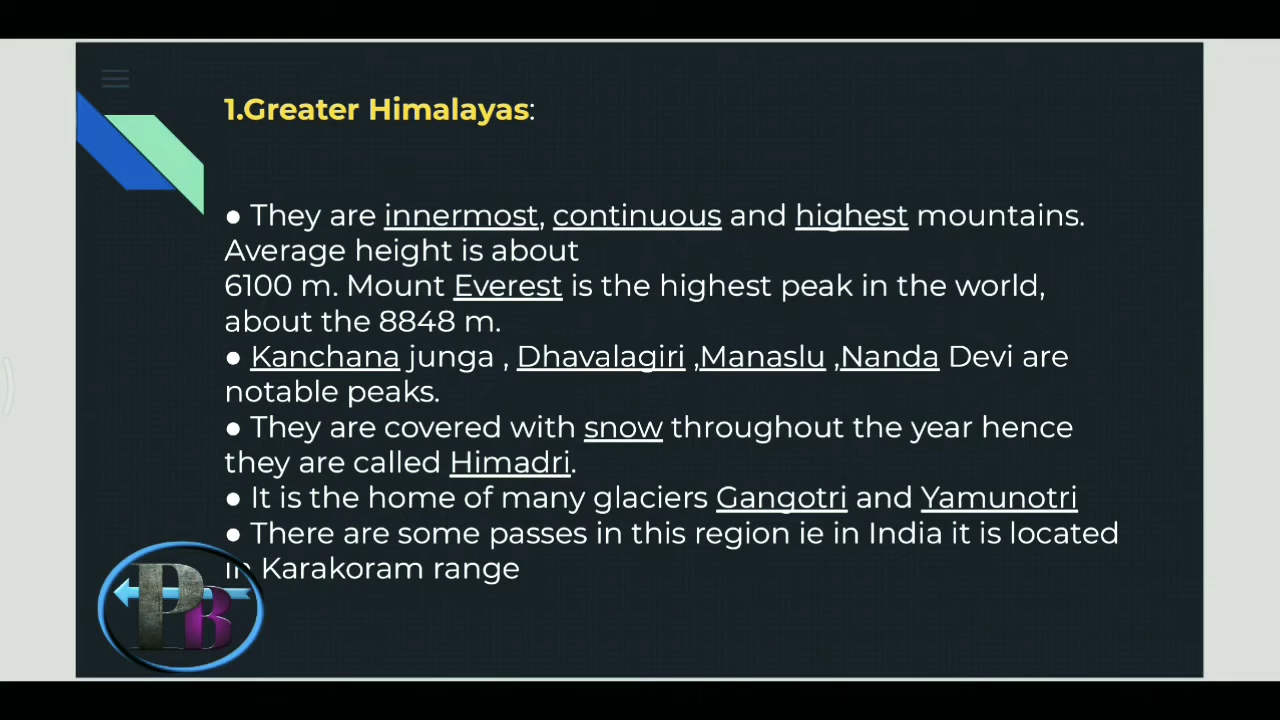 1.Greater Himalayas:
● They are innermost, continuous and highest mountains.
Average height is about
6100 m. Mount Everest is the highest peak in the world,
about the 8848 m.
● Kanchana junga , Dhavalagiri ,Manaslu ,Nanda Devi are
notable peaks.
● They are covered with snow throughout the year hence
they are called Himadri.
● It is the home of many glaciers Gangotri and Yamunotri
● There are some passes in this region ie in India it is located
in Karakoram range
PB